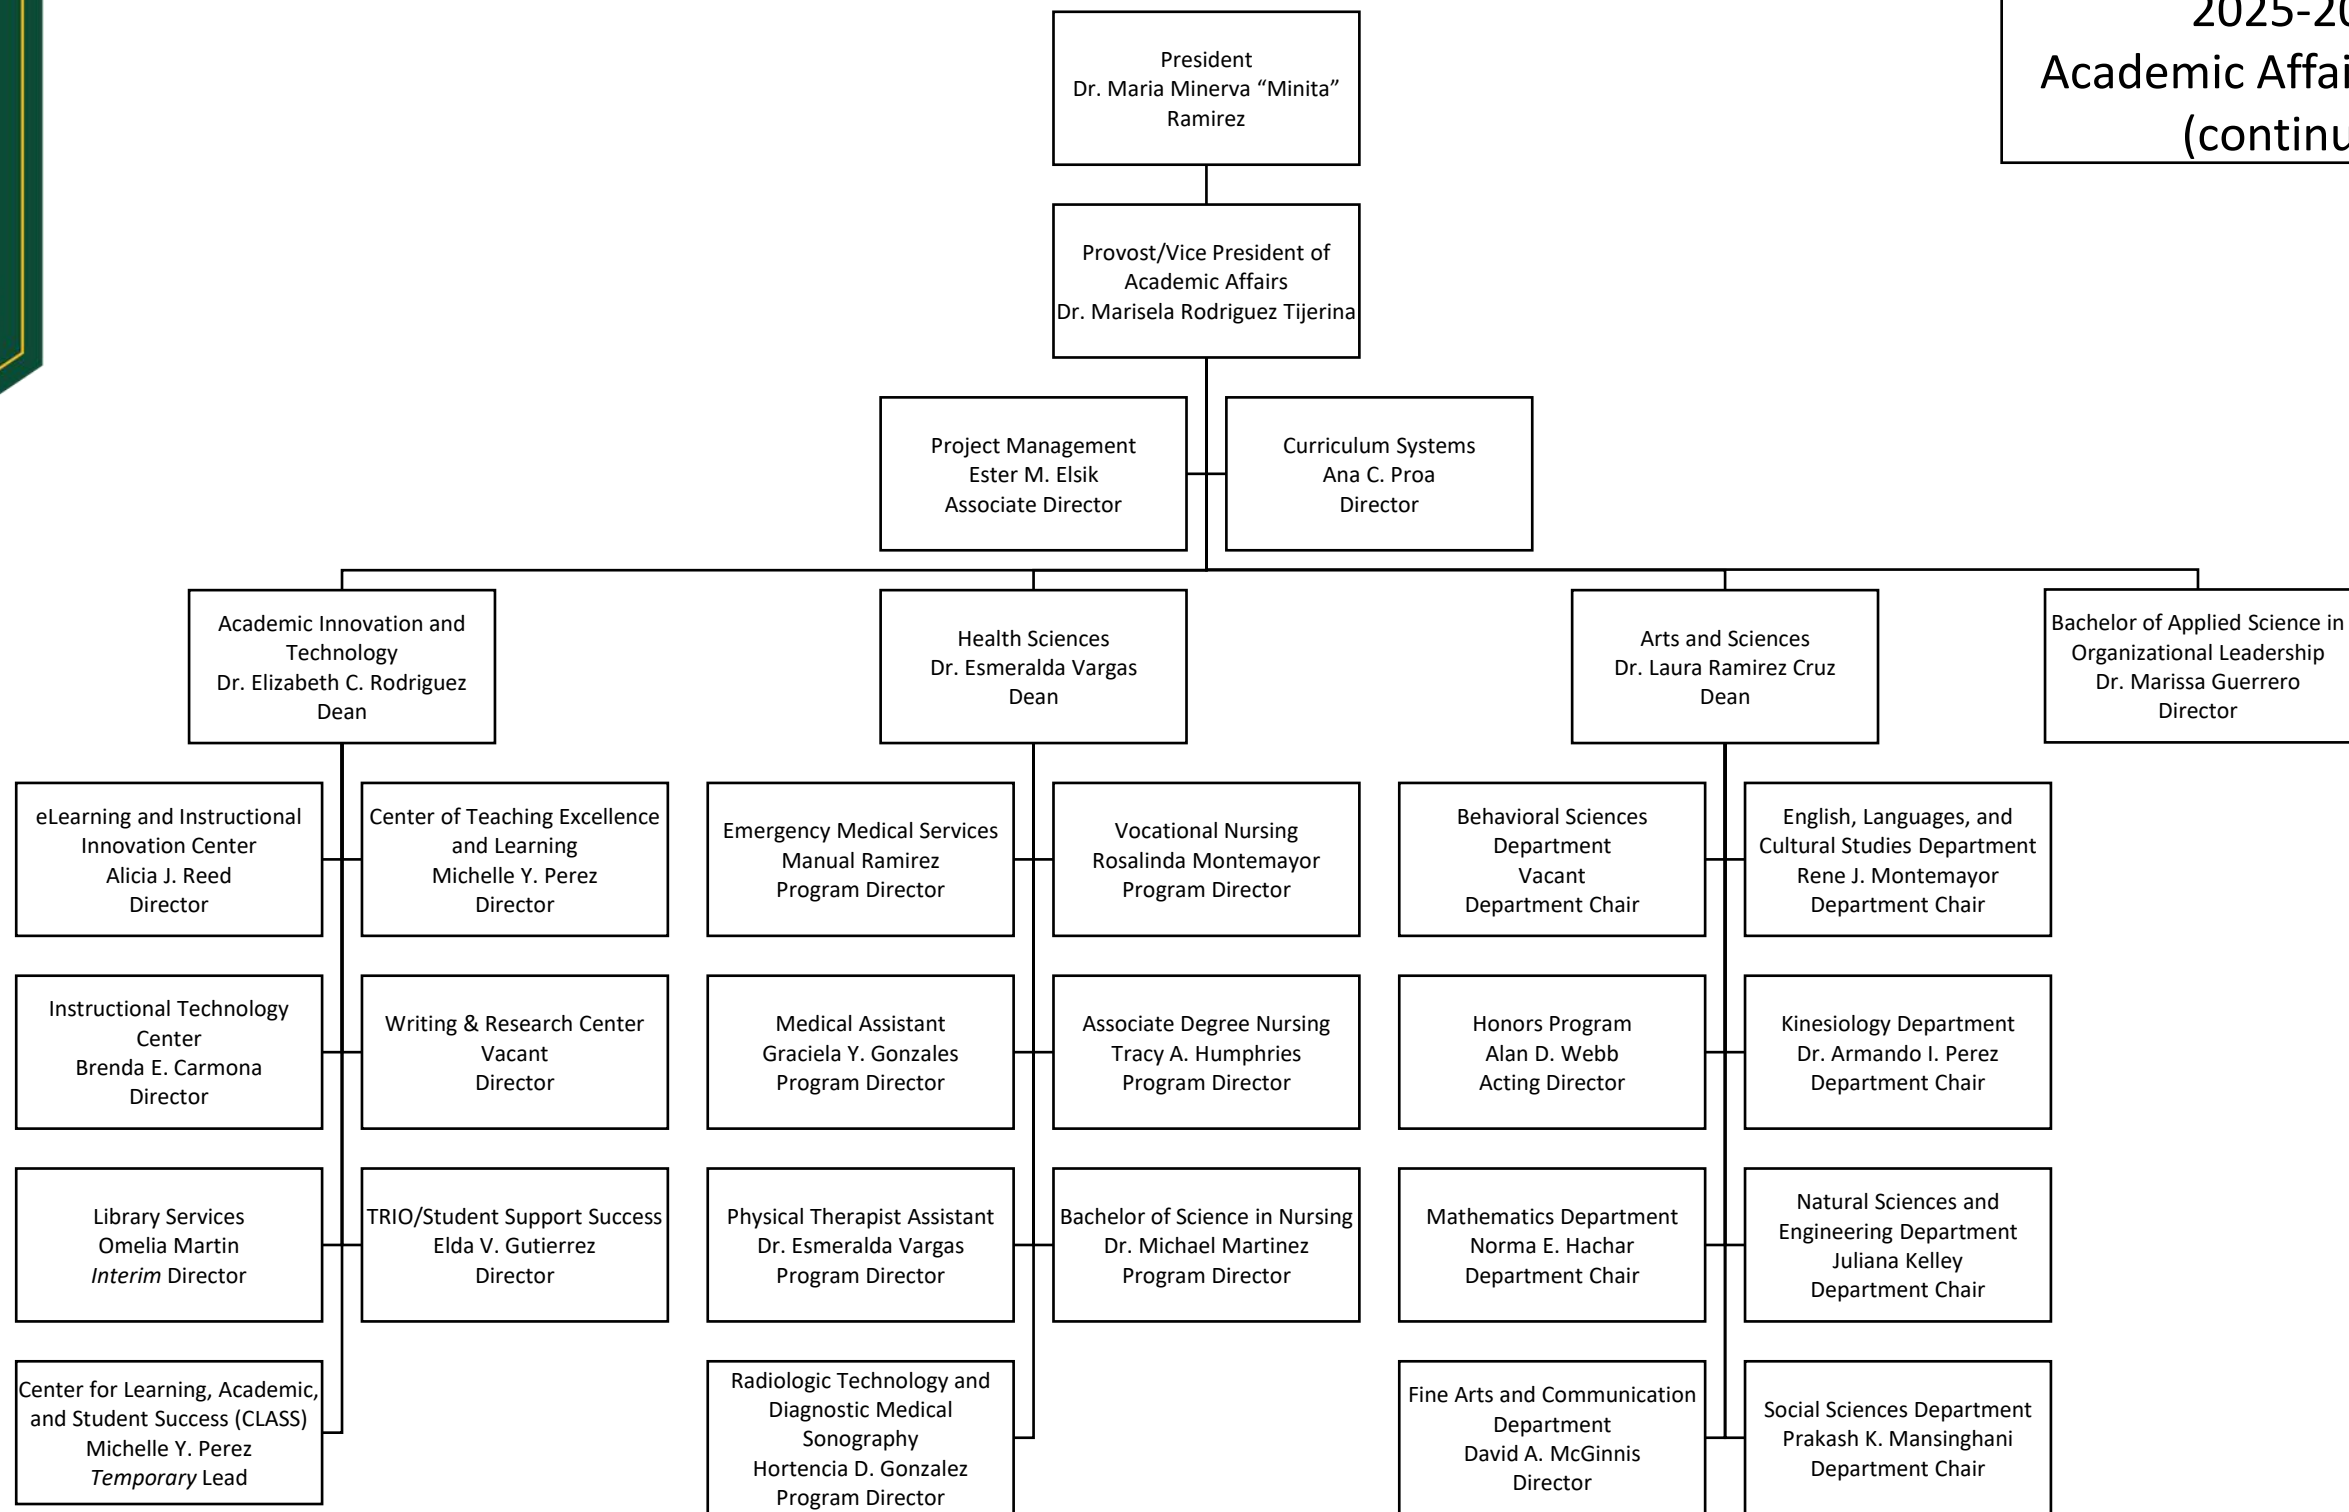 2025-20
Academic Affai
(continu
President
Dr. Maria Minerva “Minita”
Ramirez
Provost/Vice President of
Academic Affairs
Dr. Marisela Rodriguez Tijerina
Project Management
Ester M. Elsik
Associate Director
Curriculum Systems
Ana C. Proa
Director
Academic Innovation and
Technology
Dr. Elizabeth C. Rodriguez
Dean
Health Sciences
Dr. Esmeralda Vargas
Dean
Arts and Sciences
Dr. Laura Ramirez Cruz
Dean
Bachelor of Applied Science in
Organizational Leadership
Dr. Marissa Guerrero
Director
eLearning and Instructional
Innovation Center
Alicia J. Reed
Director
Center of Teaching Excellence
and Learning
Michelle Y. Perez
Director
Emergency Medical Services
Manual Ramirez
Program Director
Vocational Nursing
Rosalinda Montemayor
Program Director
Behavioral Sciences
Department
Vacant
Department Chair
English, Languages, and
Cultural Studies Department
Rene J. Montemayor
Department Chair
Instructional Technology
Center
Brenda E. Carmona
Director
Writing & Research Center
Vacant
Director
Medical Assistant
Graciela Y. Gonzales
Program Director
Associate Degree Nursing
Tracy A. Humphries
Program Director
Honors Program
Alan D. Webb
Acting Director
Kinesiology Department
Dr. Armando I. Perez
Department Chair
Library Services
Omelia Martin
Interim Director
TRIO/Student Support Success
Elda V. Gutierrez
Director
Physical Therapist Assistant
Dr. Esmeralda Vargas
Program Director
Bachelor of Science in Nursing
Dr. Michael Martinez
Program Director
Mathematics Department
Norma E. Hachar
Department Chair
Natural Sciences and
Engineering Department
Juliana Kelley
Department Chair
Center for Learning, Academic,
and Student Success (CLASS)
Michelle Y. Perez
Temporary Lead
Radiologic Technology and
Diagnostic Medical
Sonography
Hortencia D. Gonzalez
Program Director
Fine Arts and Communication
Department
David A. McGinnis
Director
Social Sciences Department
Prakash K. Mansinghani
Department Chair